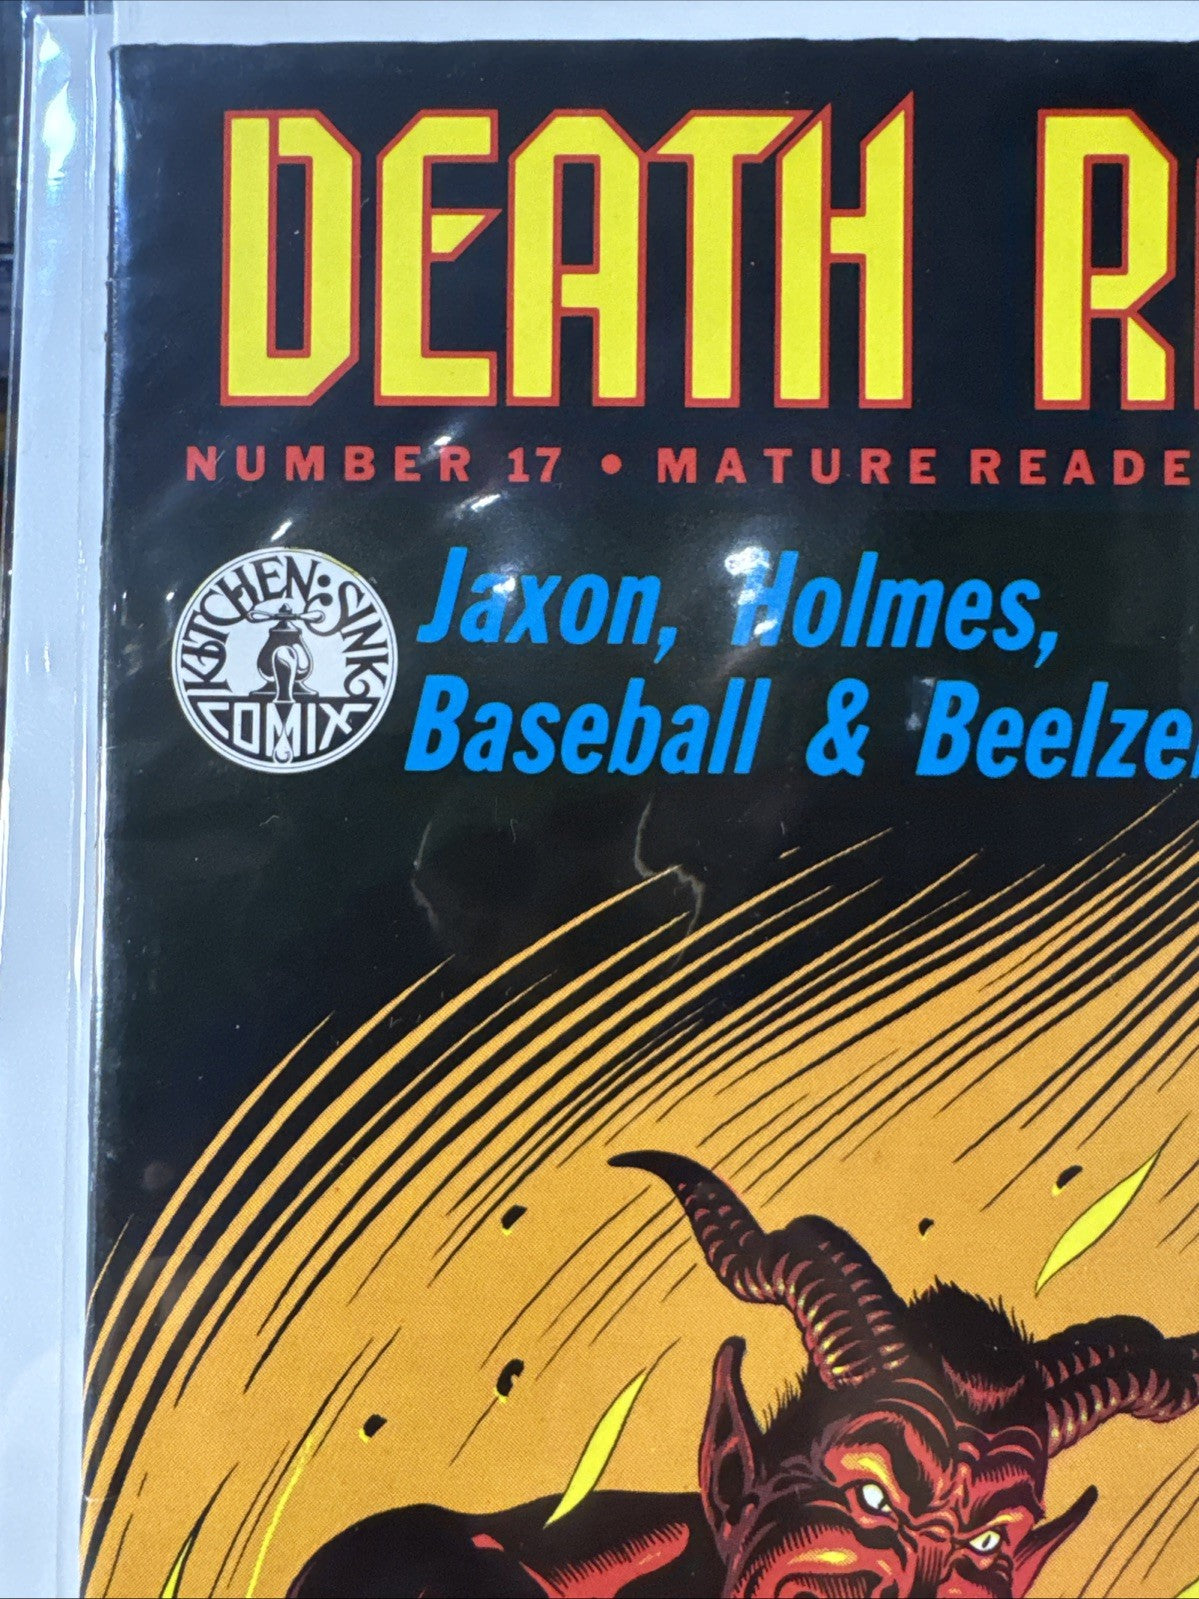 DEATH R
NUMBER 17 • MATURE READE
KITCHEN SINK
COMIX
Jaxon, Holmes,
Baseball & Beelze